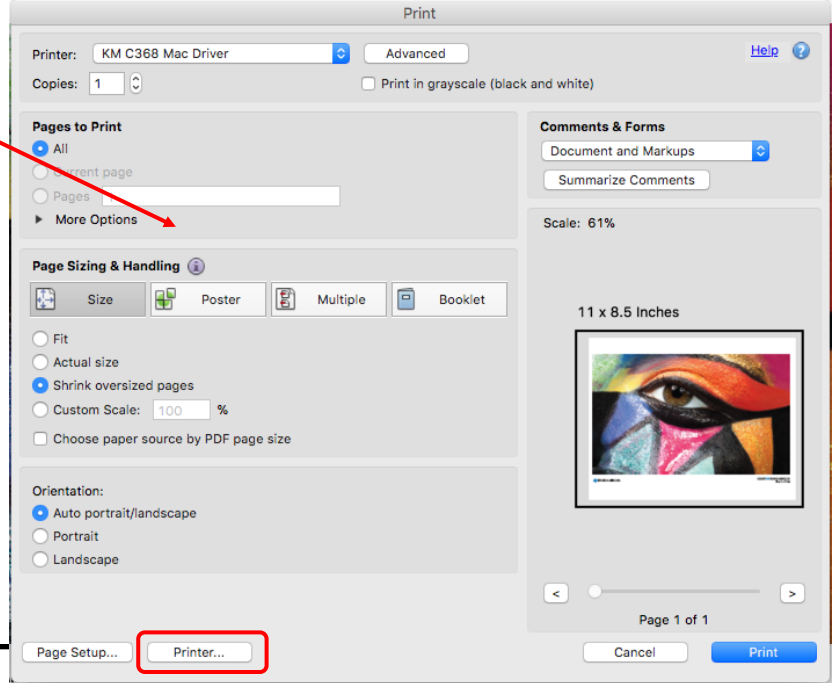 Print
Printer: KM C368 Mac Driver Advanced Help
Copies: 1 Print in grayscale (black and white)
Pages to Print
All
Current page
Pages
More Options
Page Sizing & Handling
Size Poster Multiple Booklet
Fit
Actual size
Shrink oversized pages
Custom Scale: 100 %
Choose paper source by PDF page size
Orientation:
Auto portrait/landscape
Portrait
Landscape
Comments & Forms
Document and Markups
Summarize Comments
Scale: 61%
11 x 8.5 Inches
< >
Page 1 of 1
Page Setup... Printer... Cancel Print